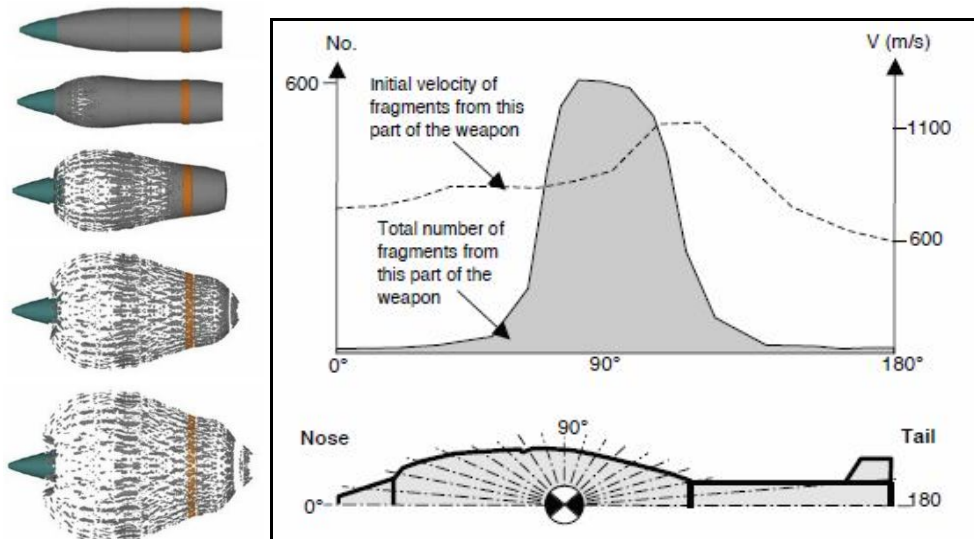 No.
V (m/s)
600
Initial velocity of
fragments from this
part of the weapon
1100
Total number of
fragments from
this part of the
weapon
600
0°
90°
180°
Nose
90°
Tail
0°
180